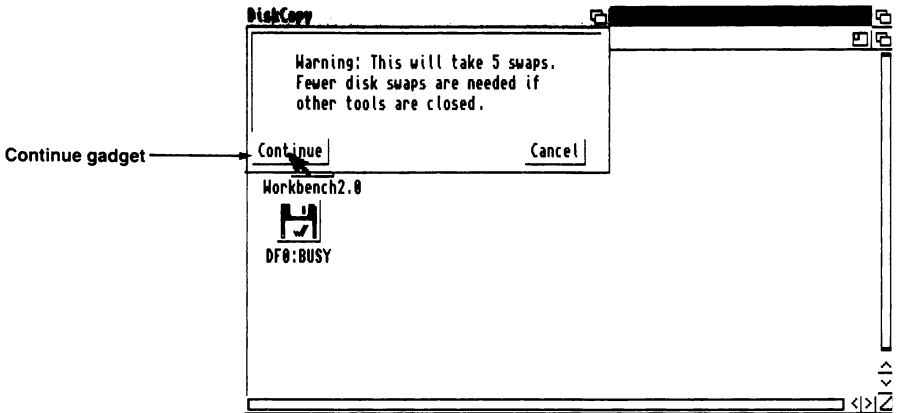 DiskCopy
Warning: This will take 5 swaps.
Fewer disk swaps are needed if
other tools are closed.
Continue gadget
Continue
Cancel
Workbench2.0
DF0:BUSY